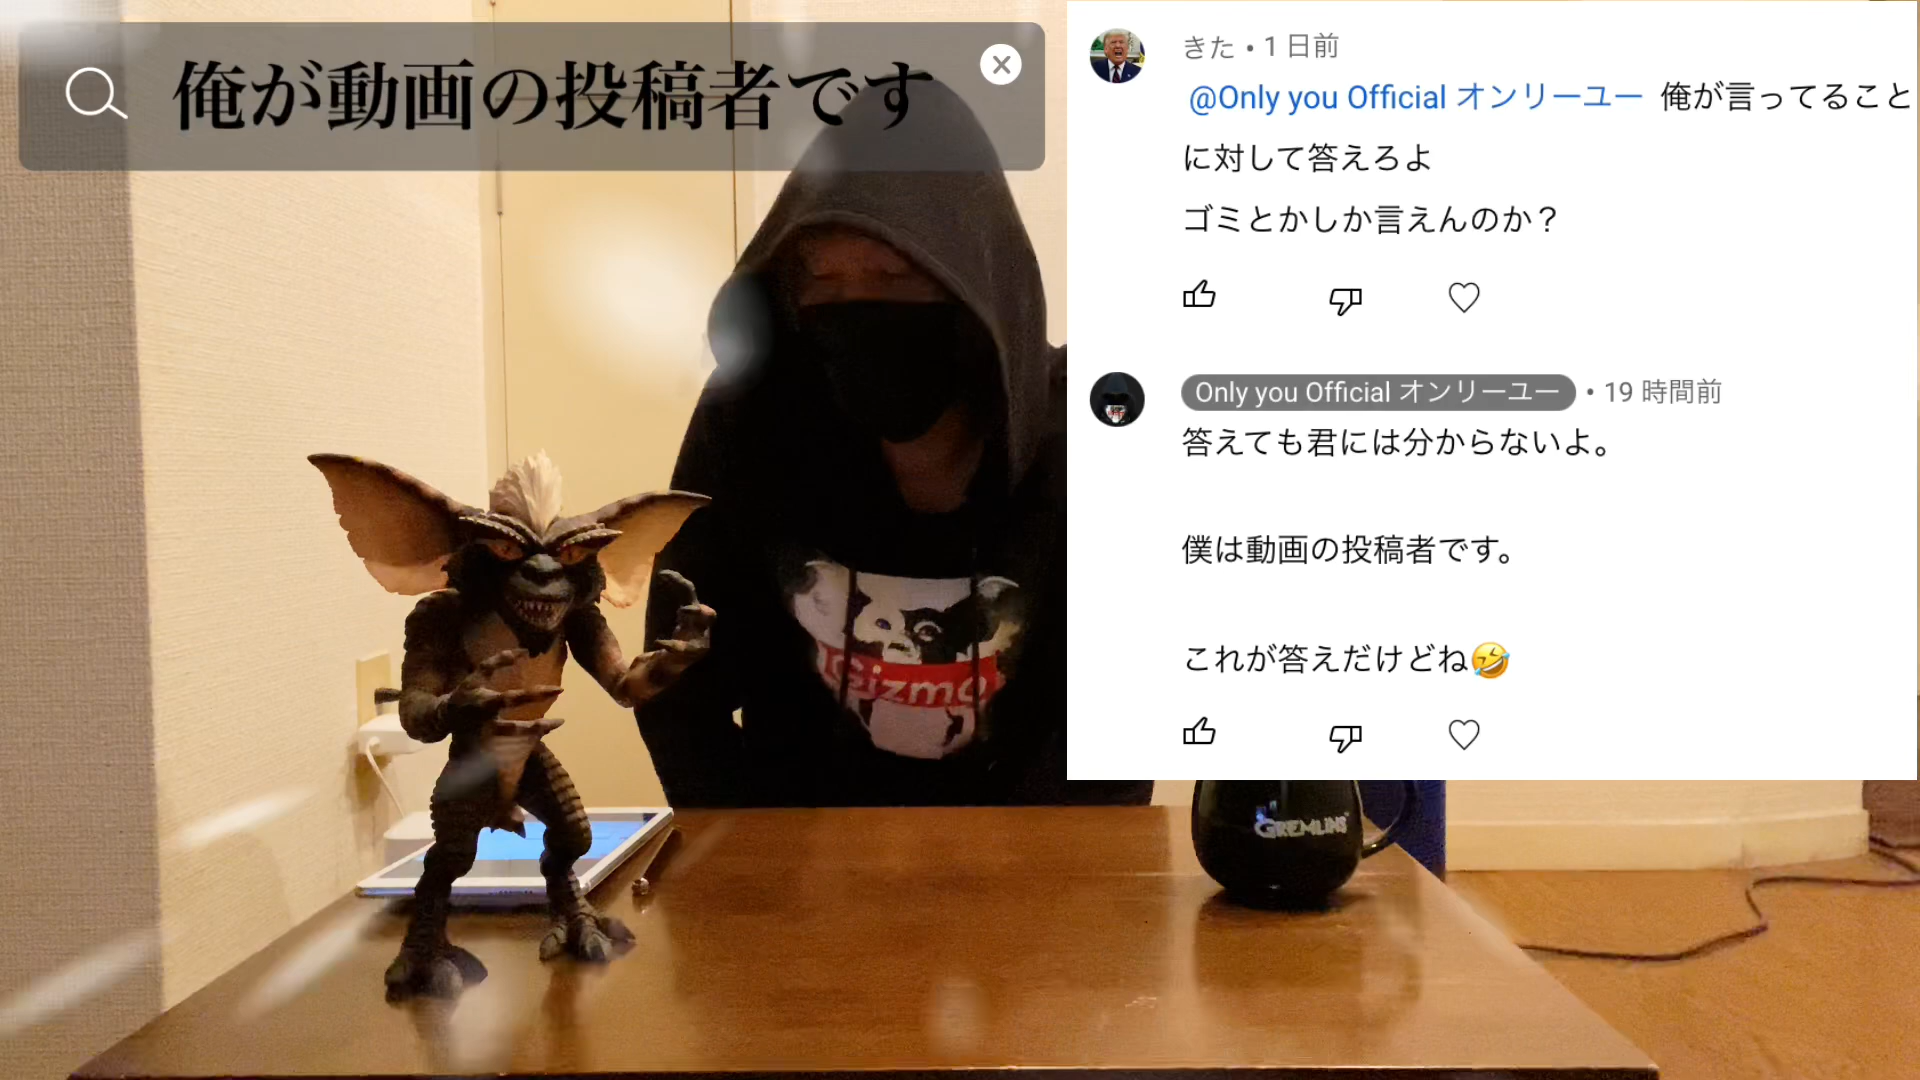 俺が動画の投稿者です
きた • 1 日前
@Only you Official オンリーユー 俺が言ってること
に対して答えろよ
ゴミとかしか言えんのか？
Only you Official オンリーユー • 19 時間前
答えても君には分からないよ。
僕は動画の投稿者です。
これが答えだけどね🤣
Gizmo
GREMLINS